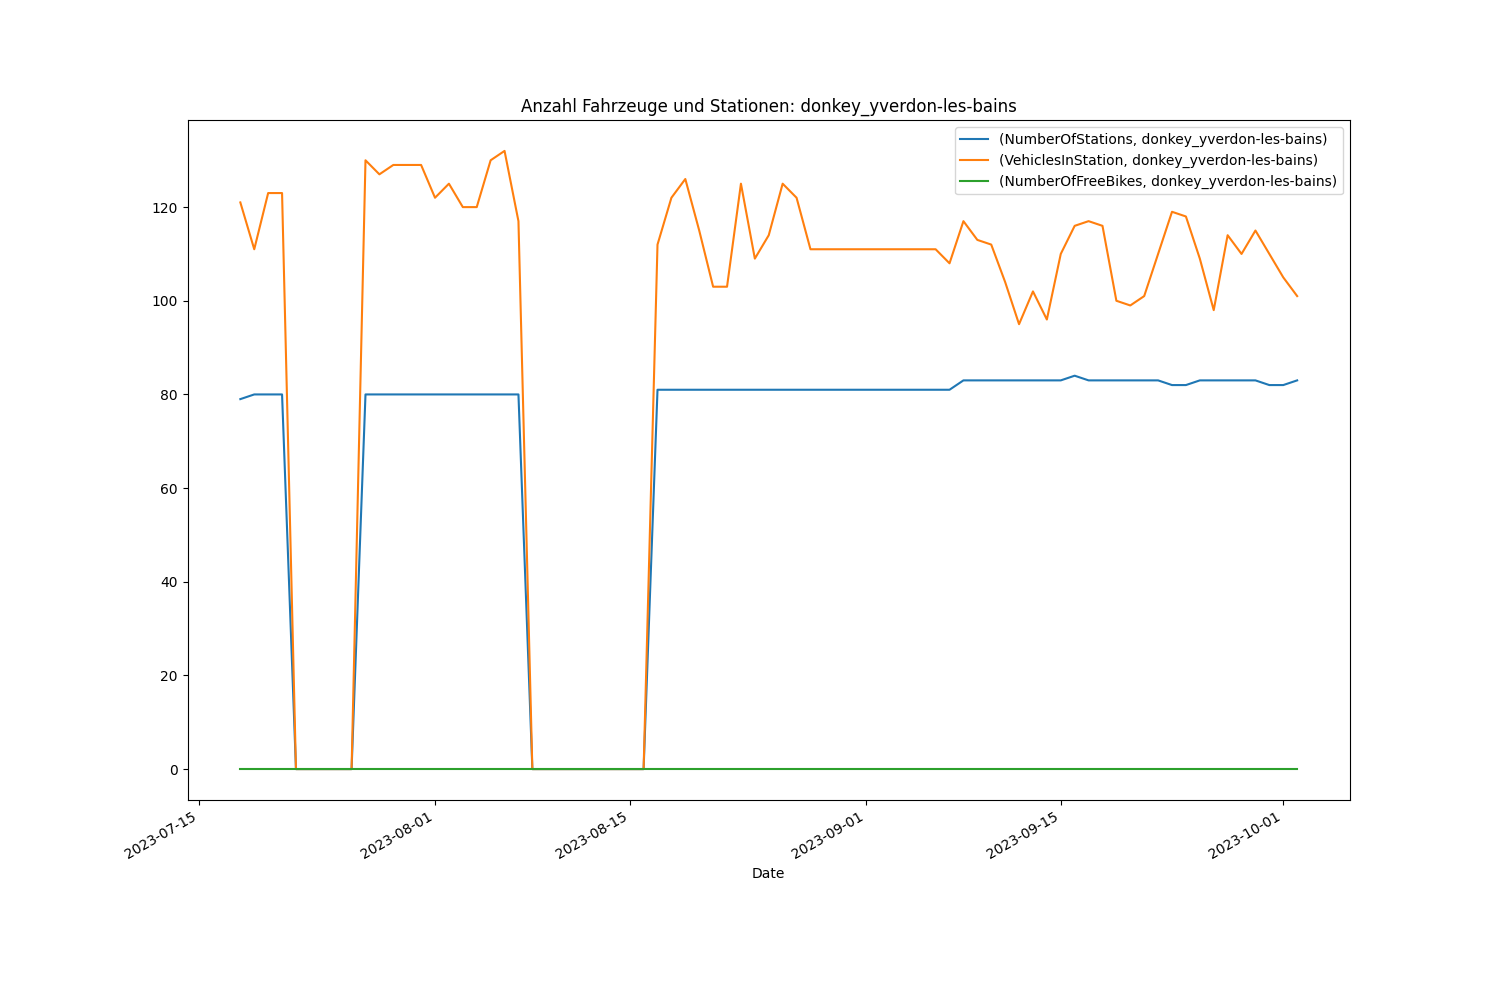 Anzahl Fahrzeuge und Stationen: donkey_yverdon-les-bains
(NumberOfStations, donkey_yverdon-les-bains)
(VehiclesInStation, donkey_yverdon-les-bains)
(NumberOfFreeBikes, donkey_yverdon-les-bains)
120
100
80
60
40
20
0
2023-07-15
2023-08-01
2023-08-15
2023-09-01
2023-09-15
2023-10-01
Date